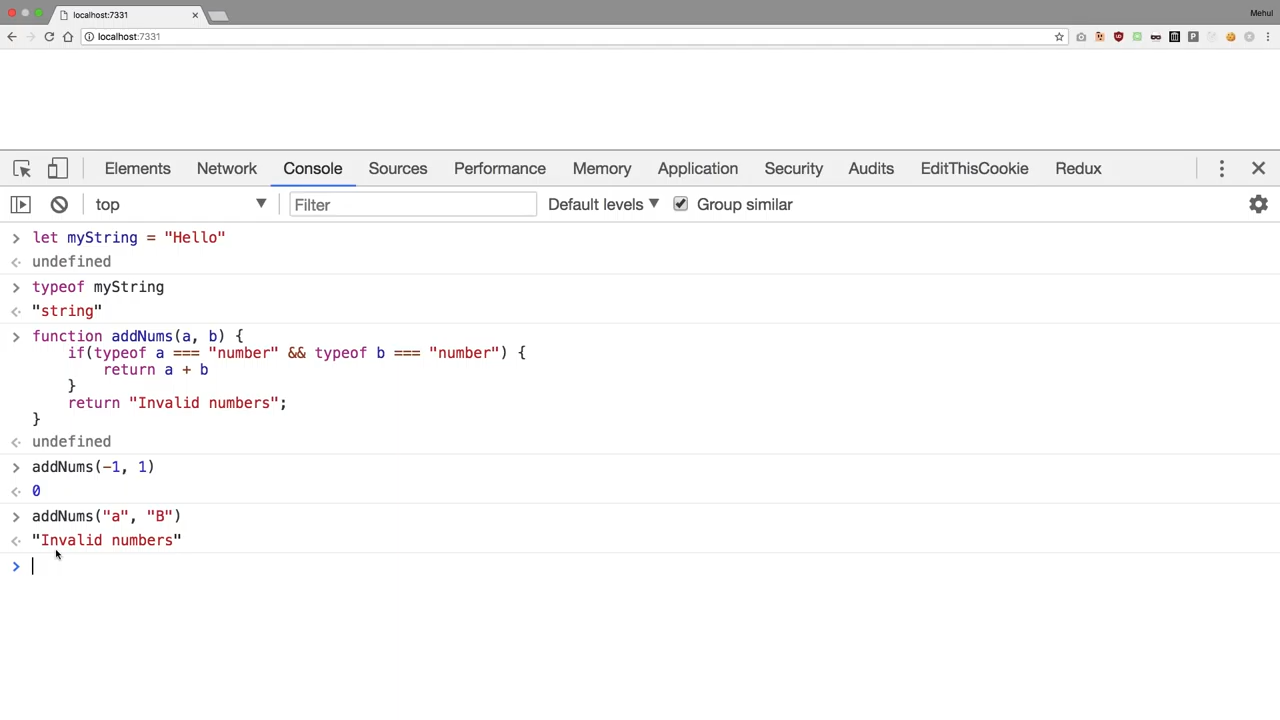 localhost:7331
Mehul
localhost:7331
Elements Network Console Sources Performance Memory Application Security Audits EditThisCookie Redux
top Filter Default levels Group similar
let myString = "Hello"
undefined
typeof myString
"string"
function addNums(a, b) {
if(typeof a === "number" && typeof b === "number") {
return a + b
}
return "Invalid numbers";
}
undefined
addNums(-1, 1)
0
addNums("a", "B")
"Invalid numbers"